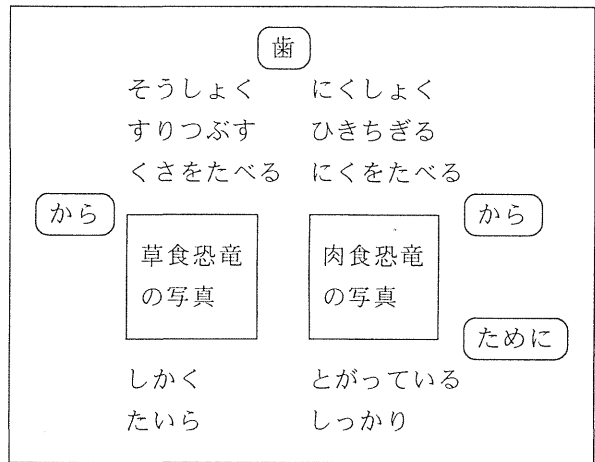 歯
そうしょく　にくしょく
すりつぶす　ひきちぎる
くさをたべる　にくをたべる
から
草食恐竜
の写真
肉食恐竜
の写真
から
ために
しかく　とがっている
たいら　しっかり